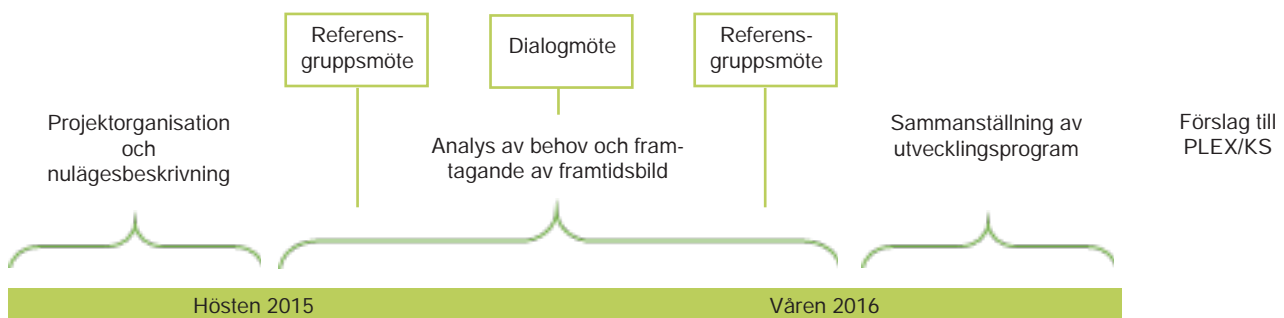 Referens-
gruppsmöte
Dialogmöte
Referens-
gruppsmöte
Projektorganisation
och
nulägesbeskrivning
Analys av behov och fram-
tagande av framtidsbild
Sammanställning av
utvecklingsprogram
Förslag till
PLEX/KS
Hösten 2015
Våren 2016